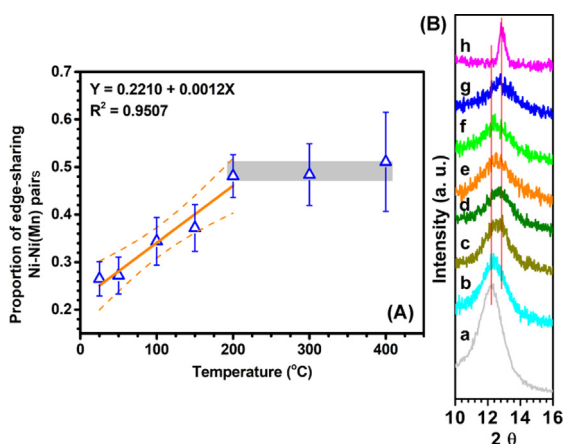 (B)
0.7
0.6
0.5
0.4
0.3
0.2
Y = 0.2210 + 0.0012X
R² = 0.9507
(A)
Proportion of edge-sharing
Ni-Ni(Mn) pairs
0 100 200 300 400
Temperature (°C)
Intensity (a. u.)
h
g
f
e
d
c
b
a
10 12 14 16
2 θ